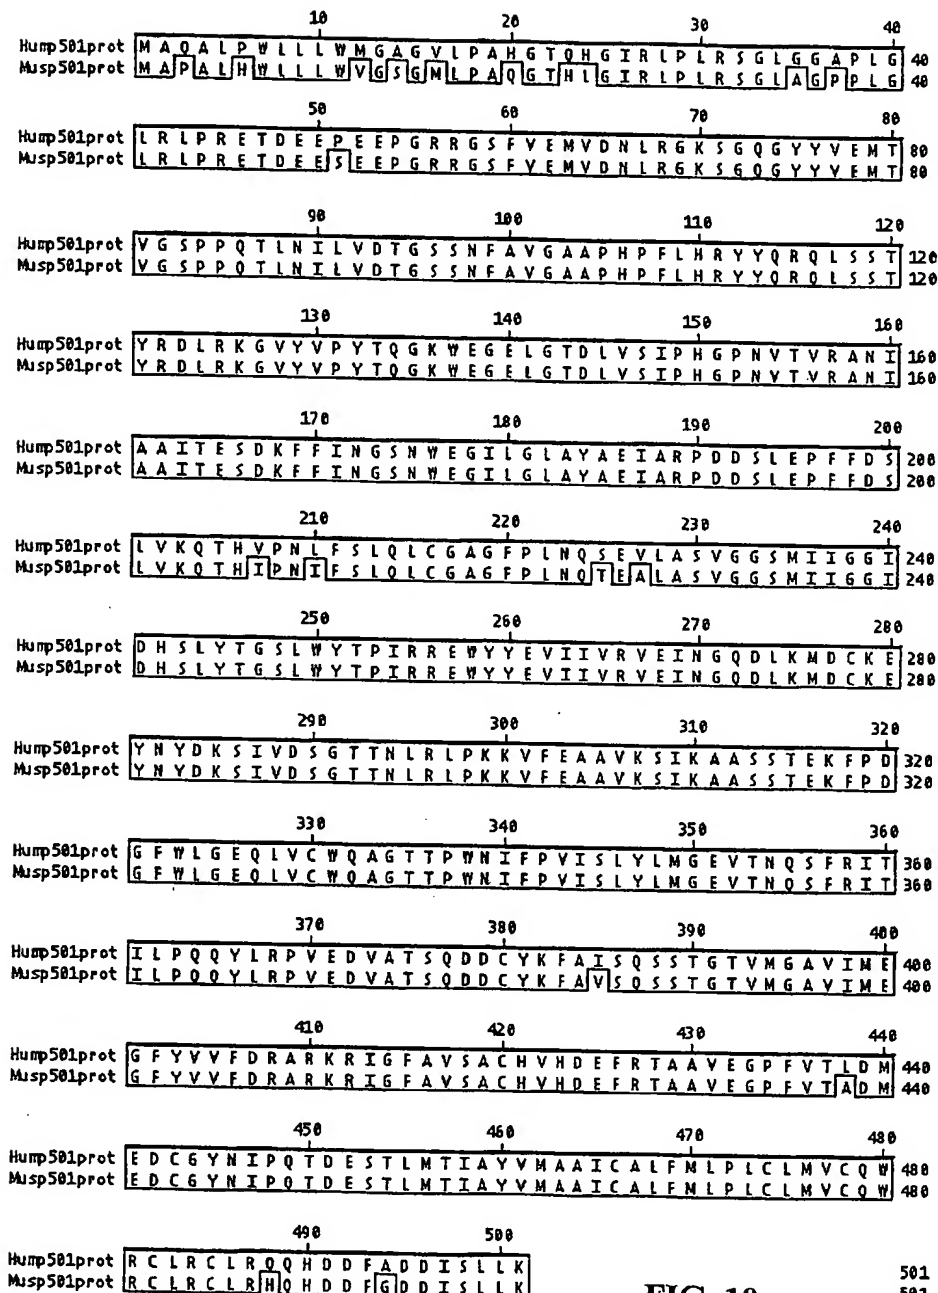 10 20 30 40
Hump501prot M A Q A L P W L L L W M G A G V L P A H G T Q H G I R L P L R S G L G G A P L G 40
Musp501prot M A P A L H W L L L W V G S G M L P A Q G T H L G I R L P L R S G L A G P P L G 40
50 60 70 80
Hump501prot L R L P R E T D E E P E E P G R R G S F V E M V D N L R G K S G Q G Y Y V E M T 80
Musp501prot L R L P R E T D E E S E E P G R R G S F V E M V D N L R G K S G Q G Y Y V E M T 80
90 100 110 120
Hump501prot V G S P P Q T L N I L V D T G S S N F A V G A A P H P F L H R Y Y Q R Q L S S T 120
Musp501prot V G S P P Q T L N I L V D T G S S N F A V G A A P H P F L H R Y Y Q R Q L S S T 120
130 140 150 160
Hump501prot Y R D L R K G V Y V P Y T Q G K W E G E L G T D L V S I P H G P N V T V R A N I 160
Musp501prot Y R D L R K G V Y V P Y T Q G K W E G E L G T D L V S I P H G P N V T V R A N I 160
170 180 190 200
Hump501prot A A I T E S D K F F I N G S N W E G I L G L A Y A E I A R P D D S L E P F F D S 200
Musp501prot A A I T E S D K F F I N G S N W E G I L G L A Y A E I A R P D D S L E P F F D S 200
210 220 230 240
Hump501prot L V K Q T H V P N L F S L Q L C G A G F P L N Q S E V L A S V G G S M I I G G I 240
Musp501prot L V K Q T H I P N I F S L Q L C G A G F P L N Q T E A L A S V G G S M I I G G I 240
250 260 270 280
Hump501prot D H S L Y T G S L W Y T P I R R E W Y Y E V I I V R V E I N G Q D L K M D C K E 280
Musp501prot D H S L Y T G S L W Y T P I R R E W Y Y E V I I V R V E I N G Q D L K M D C K E 280
290 300 310 320
Hump501prot Y N Y D K S I V D S G T T N L R L P K K V F E A A V K S I K A A S S T E K F P D 320
Musp501prot Y N Y D K S I V D S G T T N L R L P K K V F E A A V K S I K A A S S T E K F P D 320
330 340 350 360
Hump501prot G F W L G E Q L V C W Q A G T T P W N I F P V I S L Y L M G E V T N Q S F R I T 360
Musp501prot G F W L G E Q L V C W Q A G T T P W N I F P V I S L Y L M G E V T N Q S F R I T 360
370 380 390 400
Hump501prot I L P Q Q Y L R P V E D V A T S Q D D C Y K F A I S Q S S T G T V M G A V I M E 400
Musp501prot I L P Q Q Y L R P V E D V A T S Q D D C Y K F A V S Q S S T G T V M G A V I M E 400
410 420 430 440
Hump501prot G F Y V V F D R A R K R I G F A V S A C H V H D E F R T A A V E G P F V T L D M 440
Musp501prot G F Y V V F D R A R K R I G F A V S A C H V H D E F R T A A V E G P F V T A D M 440
450 460 470 480
Hump501prot E D C G Y N I P Q T D E S T L M T I A Y V M A A I C A L F M L P L C L M V C Q W 480
Musp501prot E D C G Y N I P Q T D E S T L M T I A Y V M A A I C A L F M L P L C L M V C Q W 480
490 500
Hump501prot R C L R C L R Q Q H D D F A D D I S L L K 501
Musp501prot R C L R C L R H Q H D D F G D D I S L L K 501